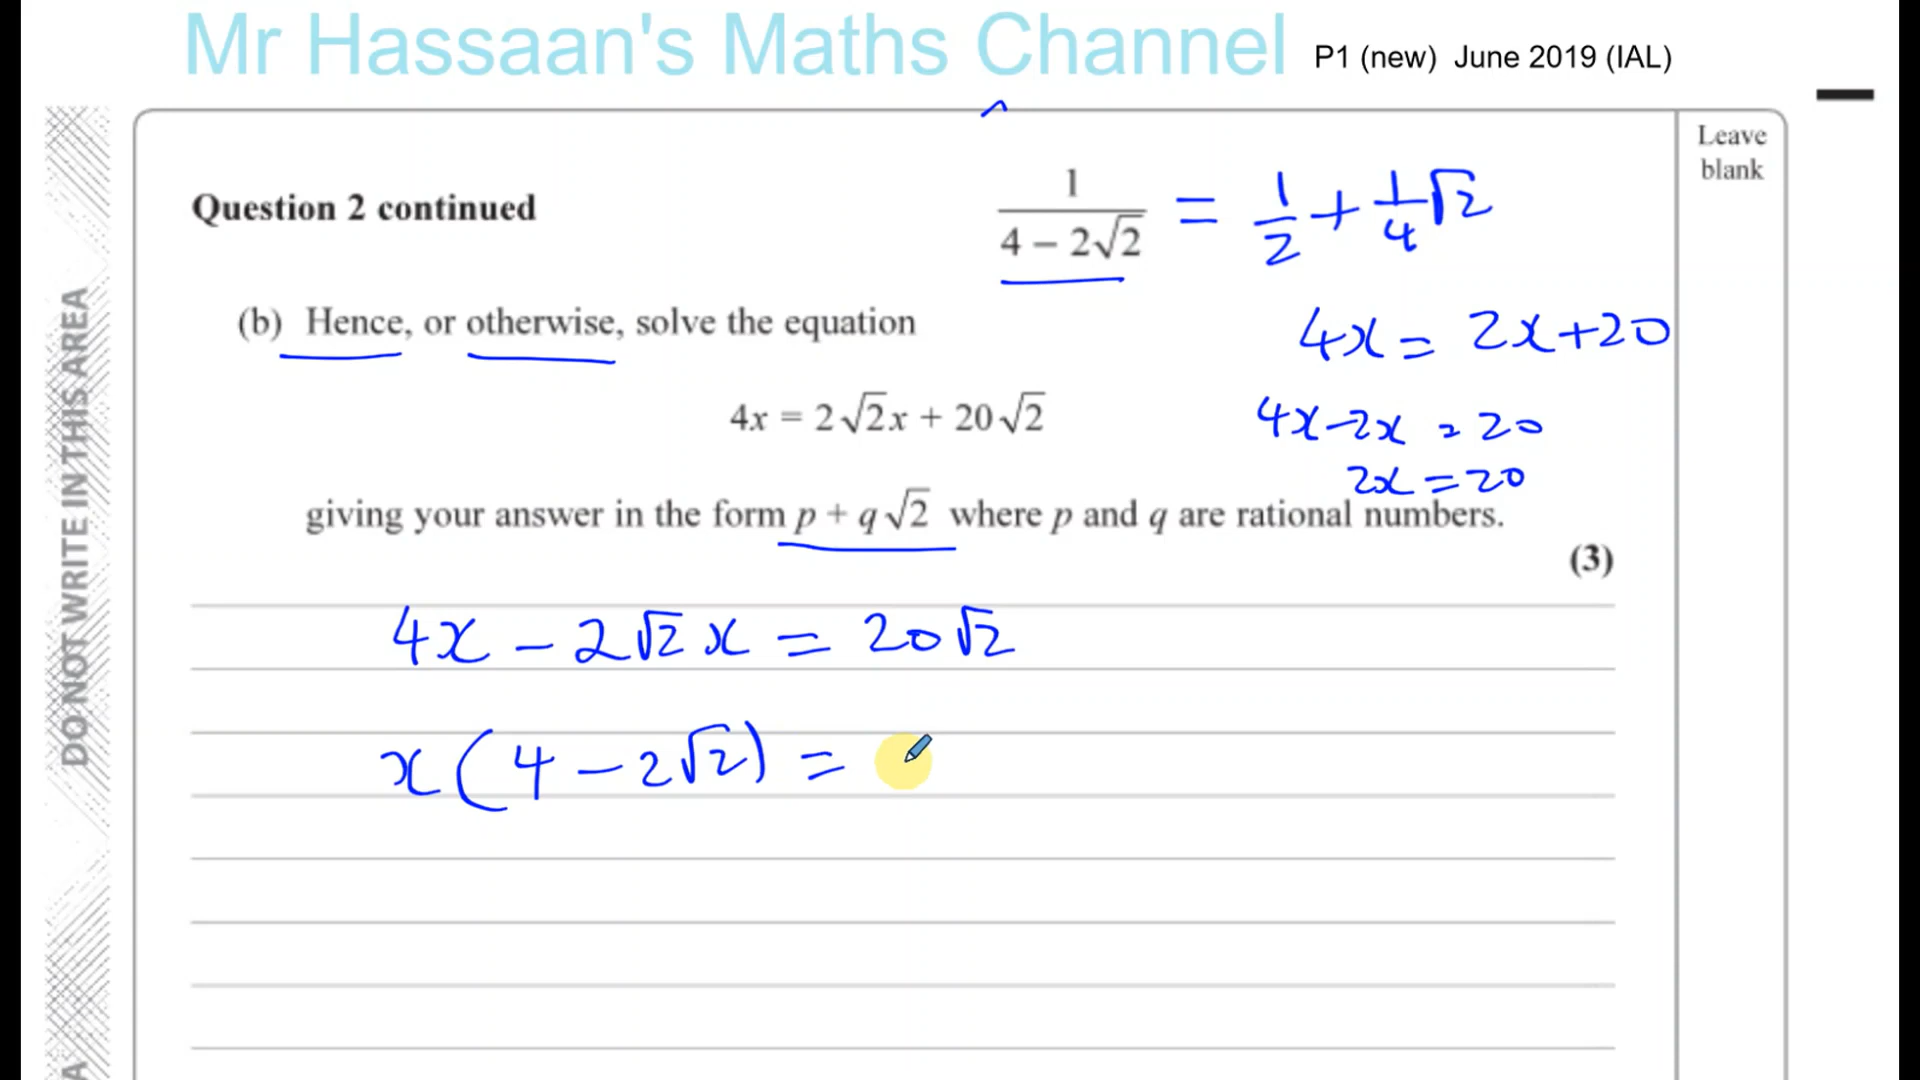 Mr Hassaan's Maths Channel P1 (new) June 2019 (IAL)
Leave
blank
DO NOT WRITE IN THIS AREA
Question 2 continued
1/(4 − 2√2) = 1/2 + 1/4 √2
(b) Hence, or otherwise, solve the equation
4x = 2x + 20
4x = 2√2x + 20√2
4x − 2x = 20
2x = 20
giving your answer in the form p + q√2 where p and q are rational numbers.
(3)
4x − 2√2 x = 20√2
x(4 − 2√2) =
A